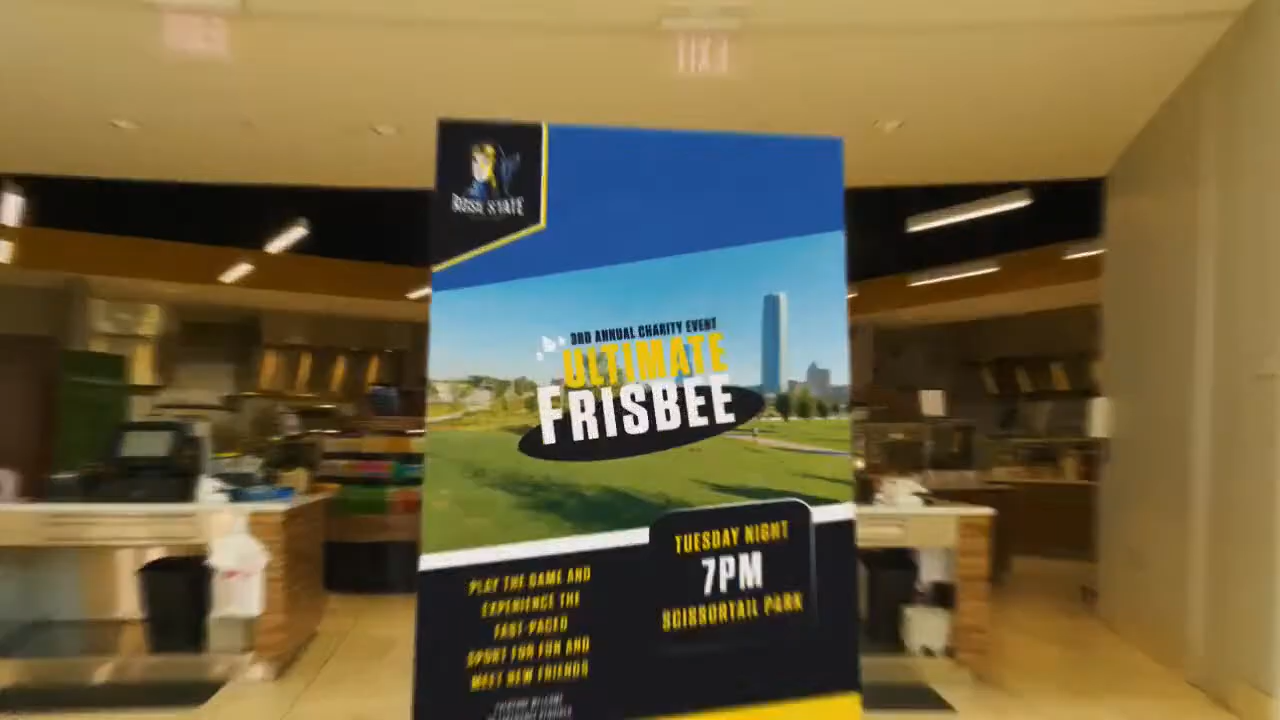 EXIT
ROSE STATE
3RD ANNUAL CHARITY EVENT
ULTIMATE
FRISBEE
TUESDAY NIGHT
7PM
SCISSORTAIL PARK
PLAY THE GAME AND
EXPERIENCE THE
FAST-PACED
SPORT FOR FUN AND
MEET NEW FRIENDS